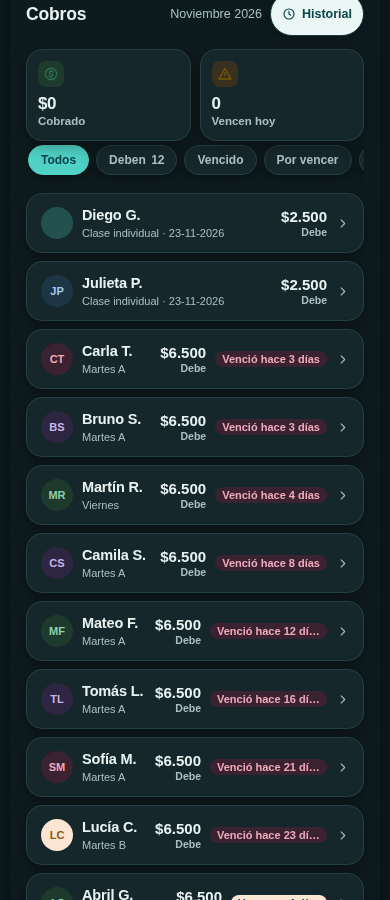 Cobros
Noviembre 2026
Historial
$0
Cobrado
0
Vencen hoy
Todos
Deben 12
Vencido
Por vencer
Diego G.
Clase individual · 23-11-2026
$2.500
Debe
JP
Julieta P.
Clase individual · 23-11-2026
$2.500
Debe
CT
Carla T.
Martes A
$6.500
Debe
Venció hace 3 días
BS
Bruno S.
Martes A
$6.500
Debe
Venció hace 3 días
MR
Martín R.
Viernes
$6.500
Debe
Venció hace 4 días
CS
Camila S.
Martes A
$6.500
Debe
Venció hace 8 días
MF
Mateo F.
Martes A
$6.500
Debe
Venció hace 12 dí…
TL
Tomás L.
Martes A
$6.500
Debe
Venció hace 16 dí…
SM
Sofía M.
Martes A
$6.500
Debe
Venció hace 21 dí…
LC
Lucía C.
Martes B
$6.500
Debe
Venció hace 23 dí…
Abril G.
$6.500